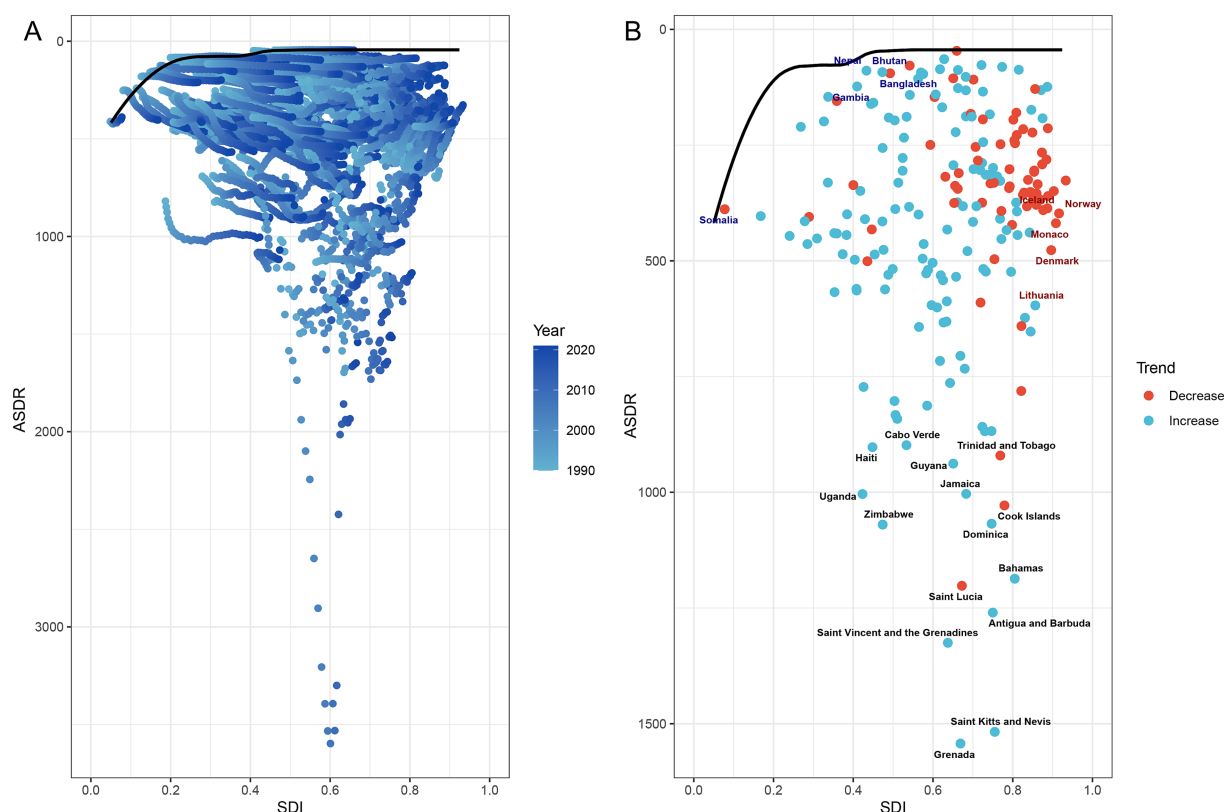 A
0
1000
2000
3000
ASDR
0.0
0.2
0.4
0.6
0.8
1.0
SDI
Year
2020
2010
2000
1990
B
0
500
1000
1500
ASDR
Nepal
Bhutan
Bangladesh
Gambia
Somalia
Iceland
Norway
Monaco
Denmark
Lithuania
Cabo Verde
Haiti
Trinidad and Tobago
Guyana
Jamaica
Uganda
Zimbabwe
Cook Islands
Dominica
Bahamas
Saint Lucia
Antigua and Barbuda
Saint Vincent and the Grenadines
Saint Kitts and Nevis
Grenada
0.0
0.2
0.4
0.6
0.8
1.0
SDI
Trend
Decrease
Increase